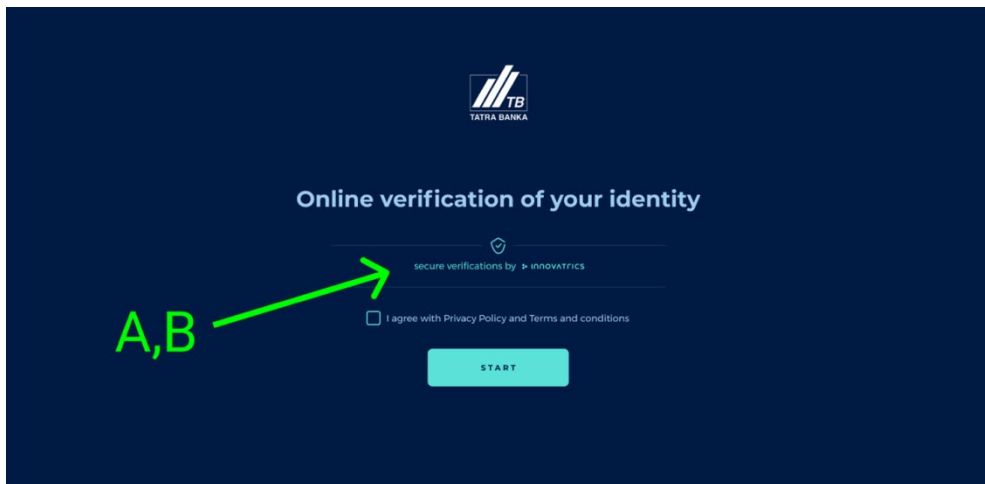 TB
TATRA BANKA
Online verification of your identity
secure verifications by INNOVATRICS
I agree with Privacy Policy and Terms and conditions
A,B
START